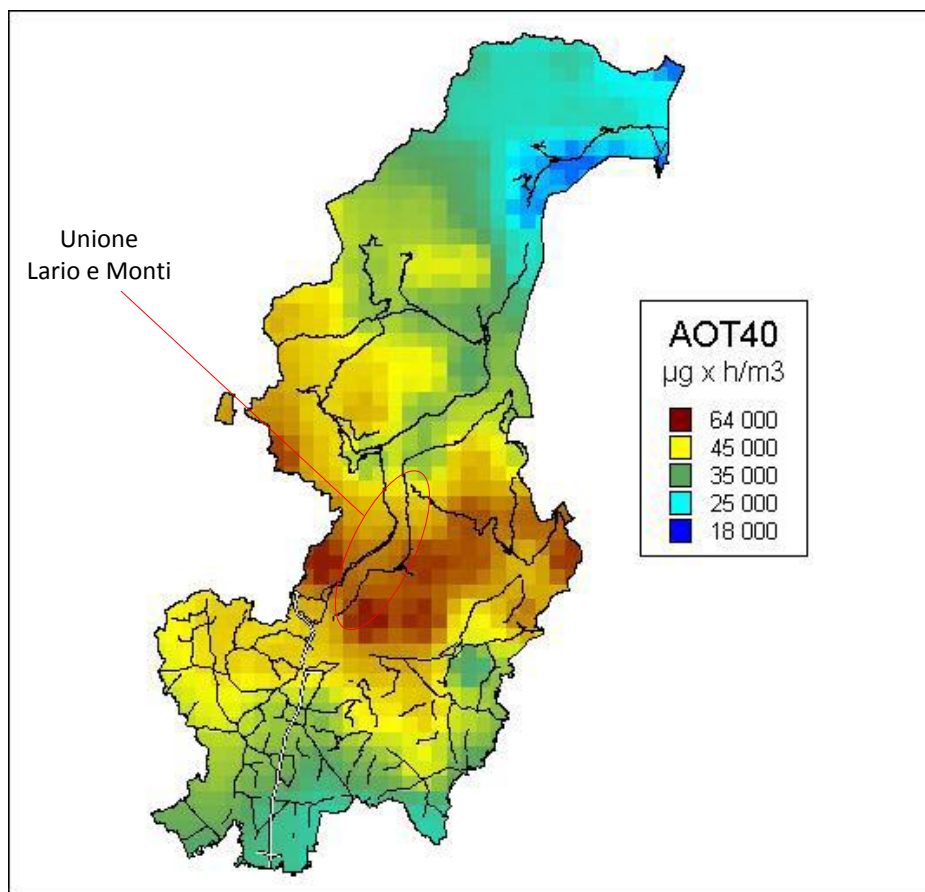 Unione
Lario e Monti
AOT40
µg x h/m3
64 000
45 000
35 000
25 000
18 000